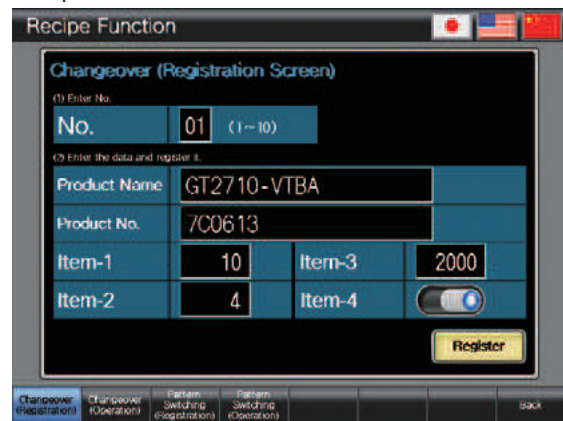 Recipe Function
Changeover (Registration Screen)
(1) Enter No.
No. 01 (1~10)
(2) Enter the data and register it.
Product Name GT2710-VTBA
Product No. 7C0613
Item-1 10 Item-3 2000
Item-2 4 Item-4
Register
Changeover (Registration)
Changeover (Operation)
Pattern Switching (Registration)
Pattern Switching (Operation)
Back